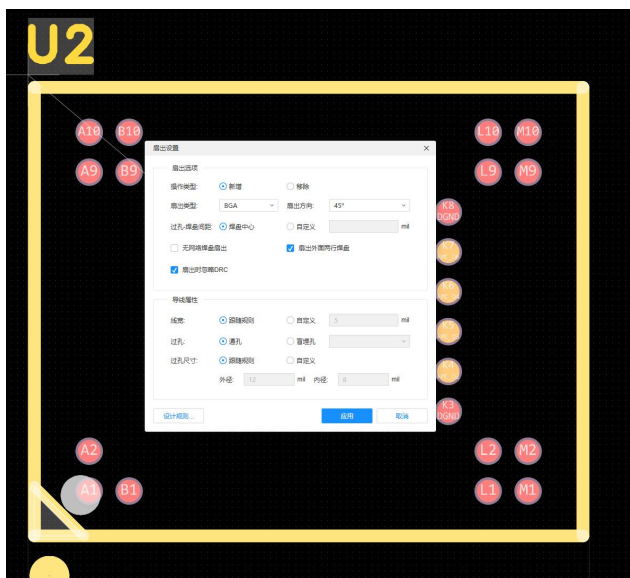 U2
A10 B10 L10 M10
扇出设置
A9 B9 L9 M9
扇出选项
操作类型: 新增 移除
扇出类型: BGA 扇出方向: 45°
K8
DGND
过孔-焊盘间距: 焊盘中心 自定义 mil
无网络焊盘扇出 扇出外面两行焊盘
K7
扇出时忽略DRC
K6
导线属性
线宽: 跟随规则 自定义 5 mil
K5
过孔: 通孔 盲埋孔
过孔尺寸: 跟随规则 自定义
K4
外径: 12 mil 内径: 8 mil
K3
DGND
设计规则... 应用 取消
A2 L2 M2
A1 B1 L1 M1